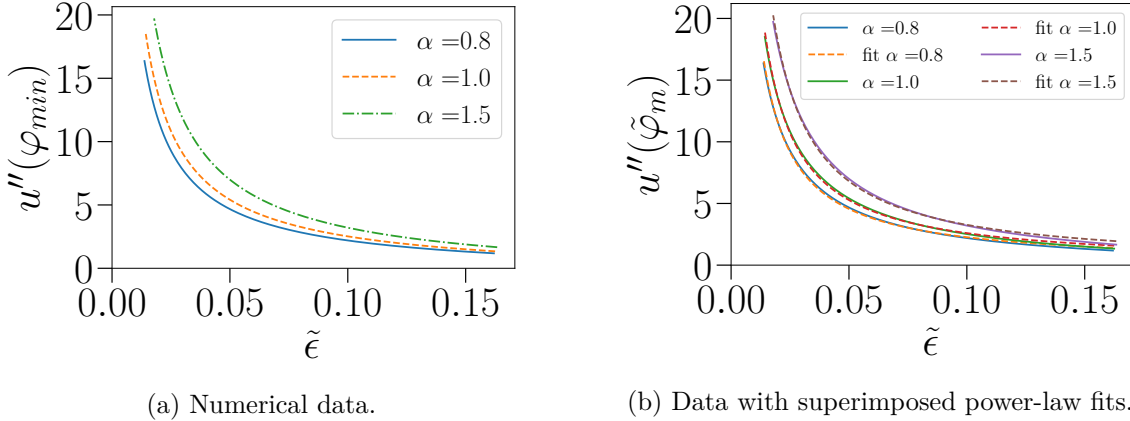 20
15
10
5
0
0.00 0.05 0.10 0.15
u''(φ_min)
ε̃
α =0.8
α =1.0
α =1.5
(a) Numerical data.
20
15
10
5
0
0.00 0.05 0.10 0.15
u''(φ̃_m)
ε̃
α =0.8
fit α =0.8
α =1.0
fit α =1.0
α =1.5
fit α =1.5
(b) Data with superimposed power-law fits.